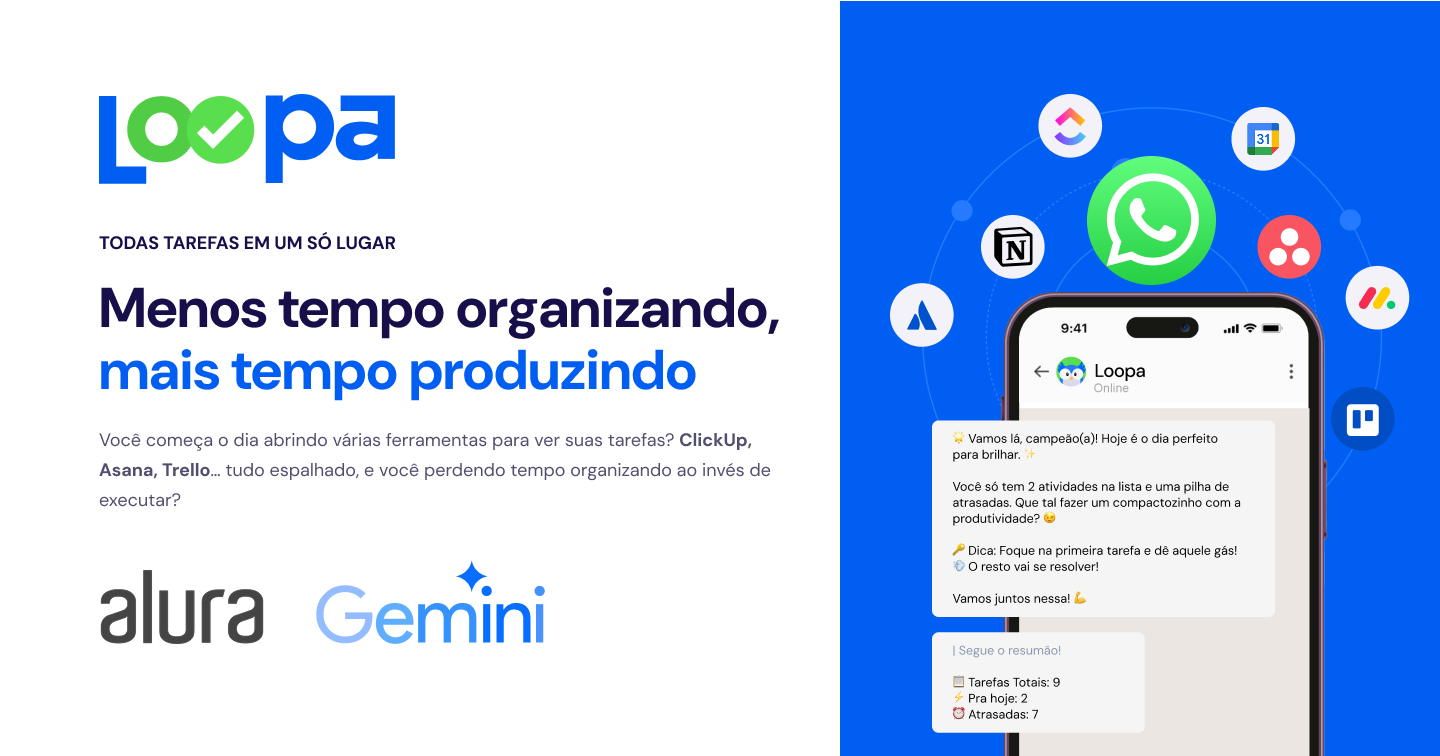 Loopa
TODAS TAREFAS EM UM SÓ LUGAR
Menos tempo organizando,
mais tempo produzindo
Você começa o dia abrindo várias ferramentas para ver suas tarefas? ClickUp,
Asana, Trello... tudo espalhado, e você perdendo tempo organizando ao invés de
executar?
alura
Gemini
31
N
9:41
Loopa
Online
🌟 Vamos lá, campeão(a)! Hoje é o dia perfeito
para brilhar. ✨
Você só tem 2 atividades na lista e uma pilha de
atrasadas. Que tal fazer um compactozinho com a
produtividade? 😉
🔑 Dica: Foque na primeira tarefa e dê aquele gás!
💨 O resto vai se resolver!
Vamos juntos nessa! 💪
| Segue o resumão!
📋 Tarefas Totais: 9
⚡ Pra hoje: 2
⏰ Atrasadas: 7